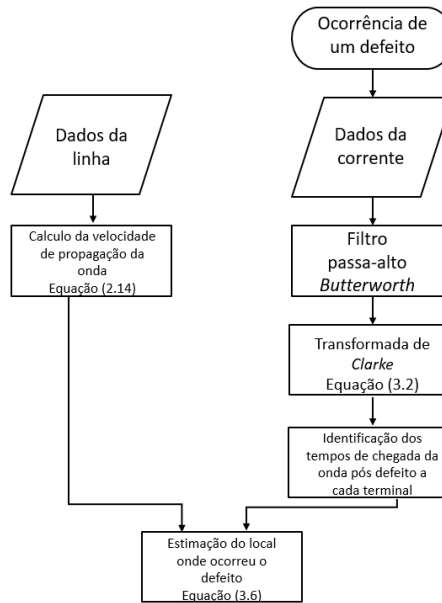 Ocorrência de
um defeito
Dados da
linha
Dados da
corrente
Calculo da velocidade
de propagação da
onda
Equação (2.14)
Filtro
passa-alto
Butterworth
Transformada de
Clarke
Equação (3.2)
Identificação dos
tempos de chegada da
onda pós defeito a
cada terminal
Estimação do local
onde ocorreu o
defeito
Equação (3.6)